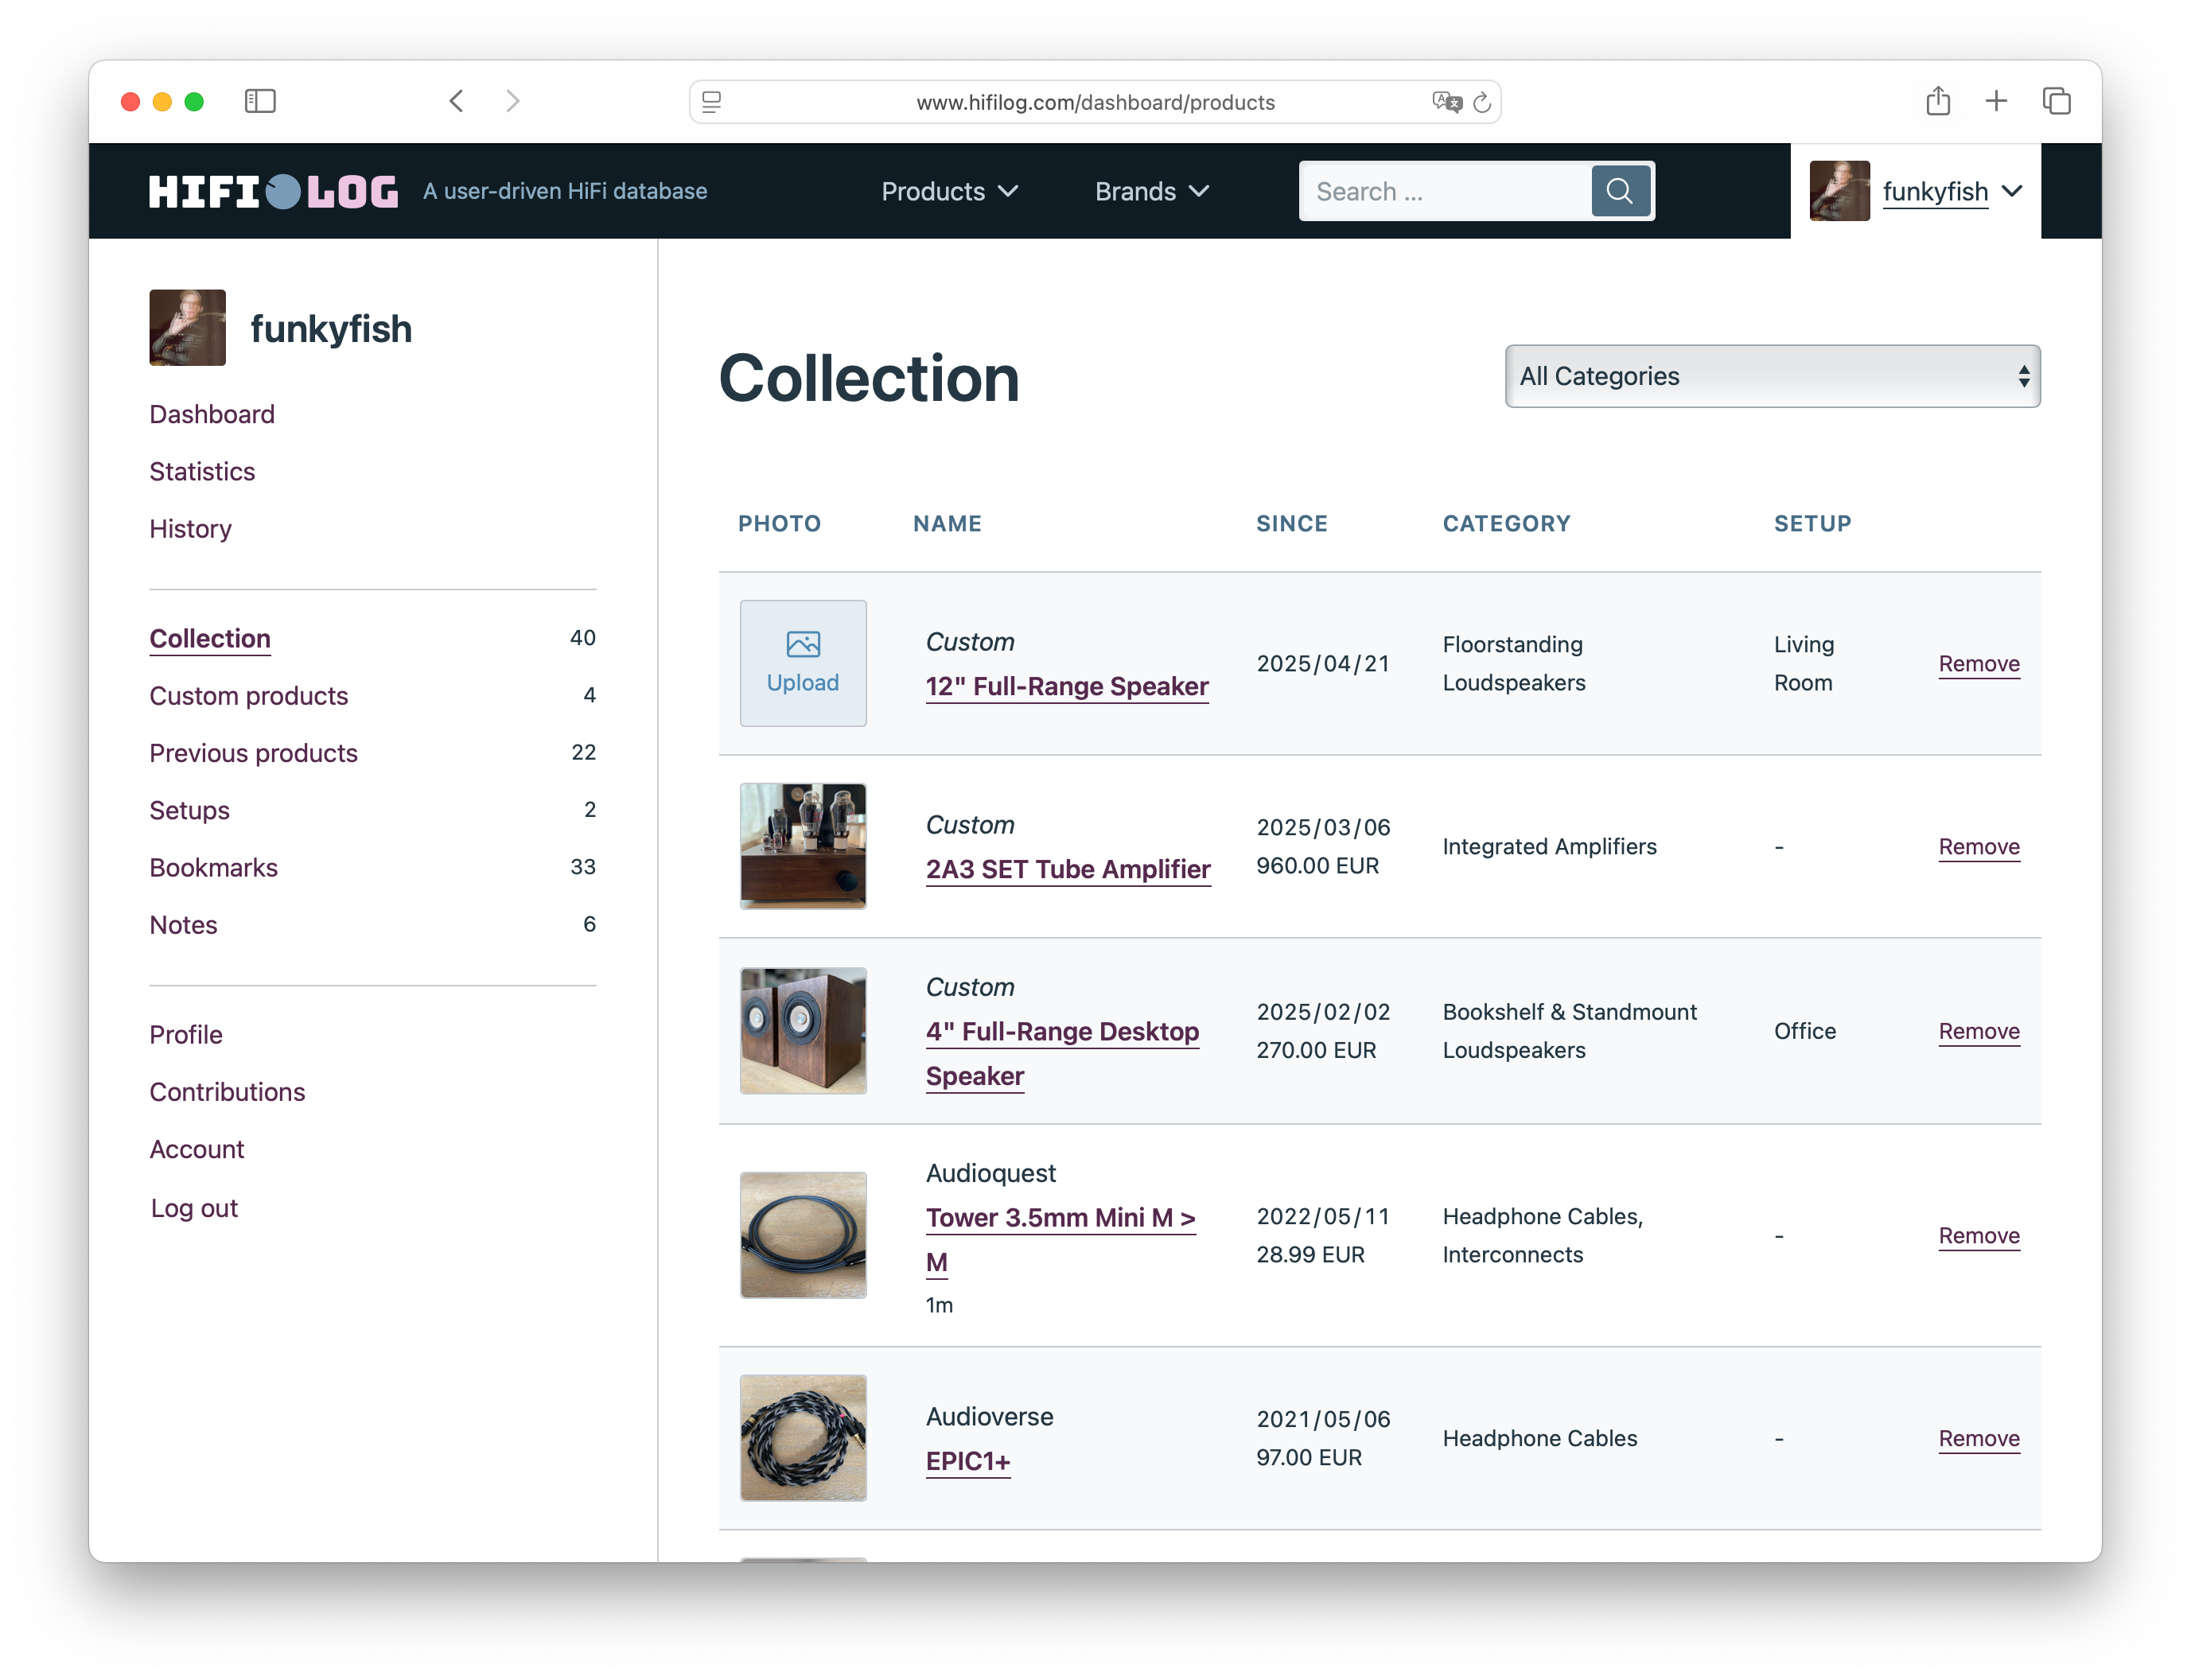 www.hifilog.com/dashboard/products
HIFI LOG
A user-driven HiFi database
Products
Brands
Search ...
funkyfish
funkyfish
Dashboard
Statistics
History
Collection 40
Custom products 4
Previous products 22
Setups 2
Bookmarks 33
Notes 6
Profile
Contributions
Account
Log out
Collection
All Categories
PHOTO NAME SINCE CATEGORY SETUP
Upload
Custom
12" Full-Range Speaker
2025/04/21
Floorstanding
Loudspeakers
Living
Room
Remove
Custom
2A3 SET Tube Amplifier
2025/03/06
960.00 EUR
Integrated Amplifiers
-
Remove
Custom
4" Full-Range Desktop
Speaker
2025/02/02
270.00 EUR
Bookshelf & Standmount
Loudspeakers
Office
Remove
Audioquest
Tower 3.5mm Mini M >
M
1m
2022/05/11
28.99 EUR
Headphone Cables,
Interconnects
-
Remove
Audioverse
EPIC1+
2021/05/06
97.00 EUR
Headphone Cables
-
Remove